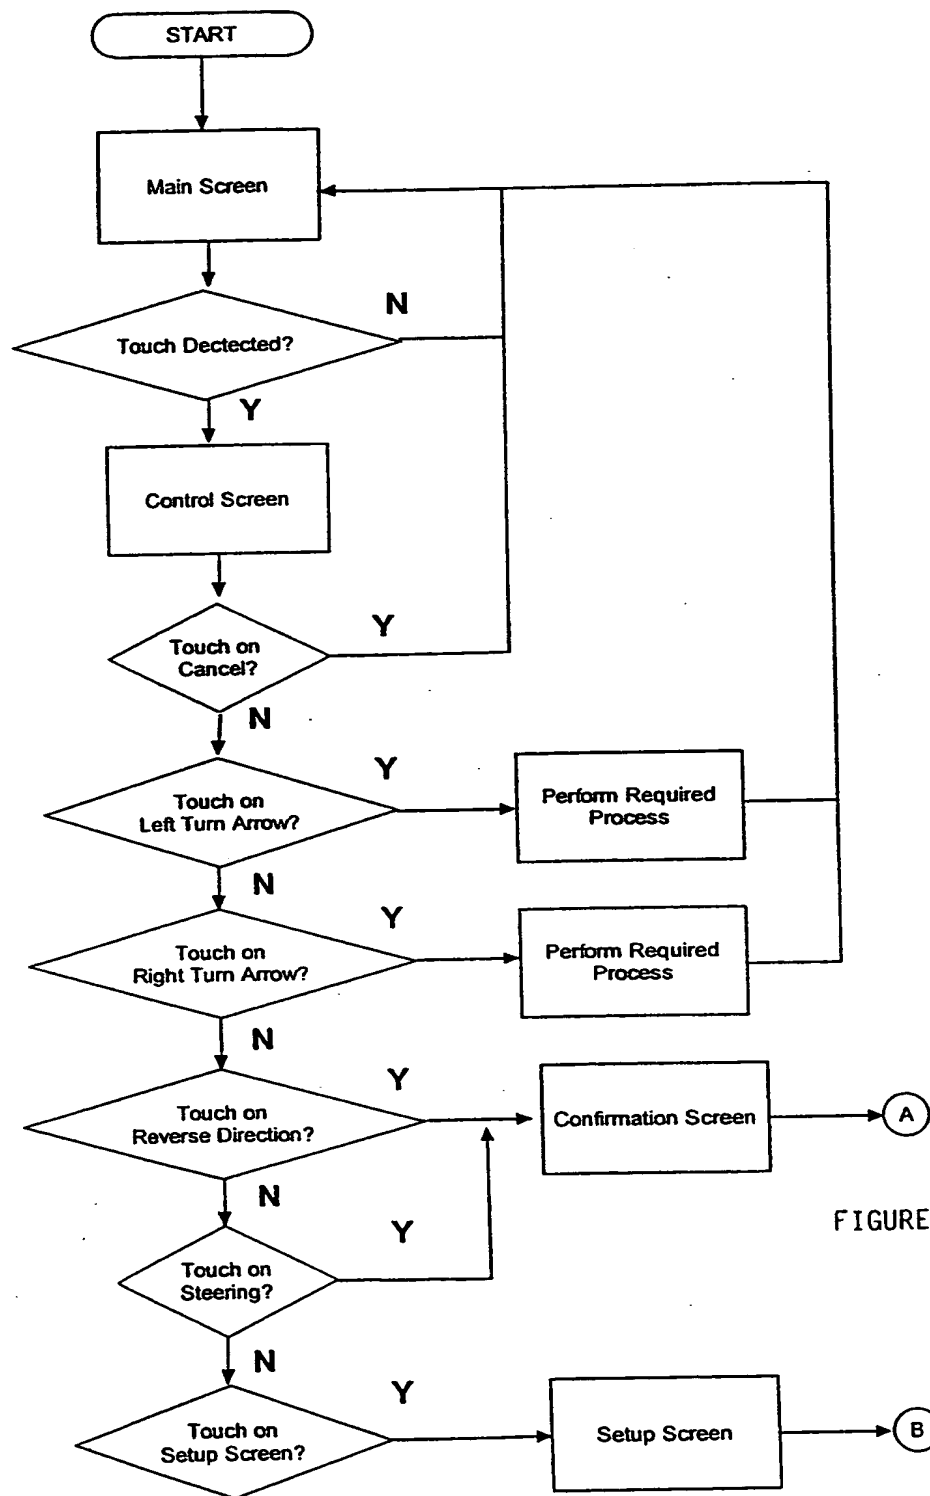 START
Main Screen
N
Touch Dectected?
Y
Control Screen
Y
Touch on
Cancel?
N
Y
Touch on
Left Turn Arrow?
Perform Required
Process
N
Y
Touch on
Right Turn Arrow?
Perform Required
Process
N
Y
Touch on
Reverse Direction?
Confirmation Screen
A
N
FIGURE
Y
Touch on
Steering?
N
Y
Touch on
Setup Screen?
Setup Screen
B